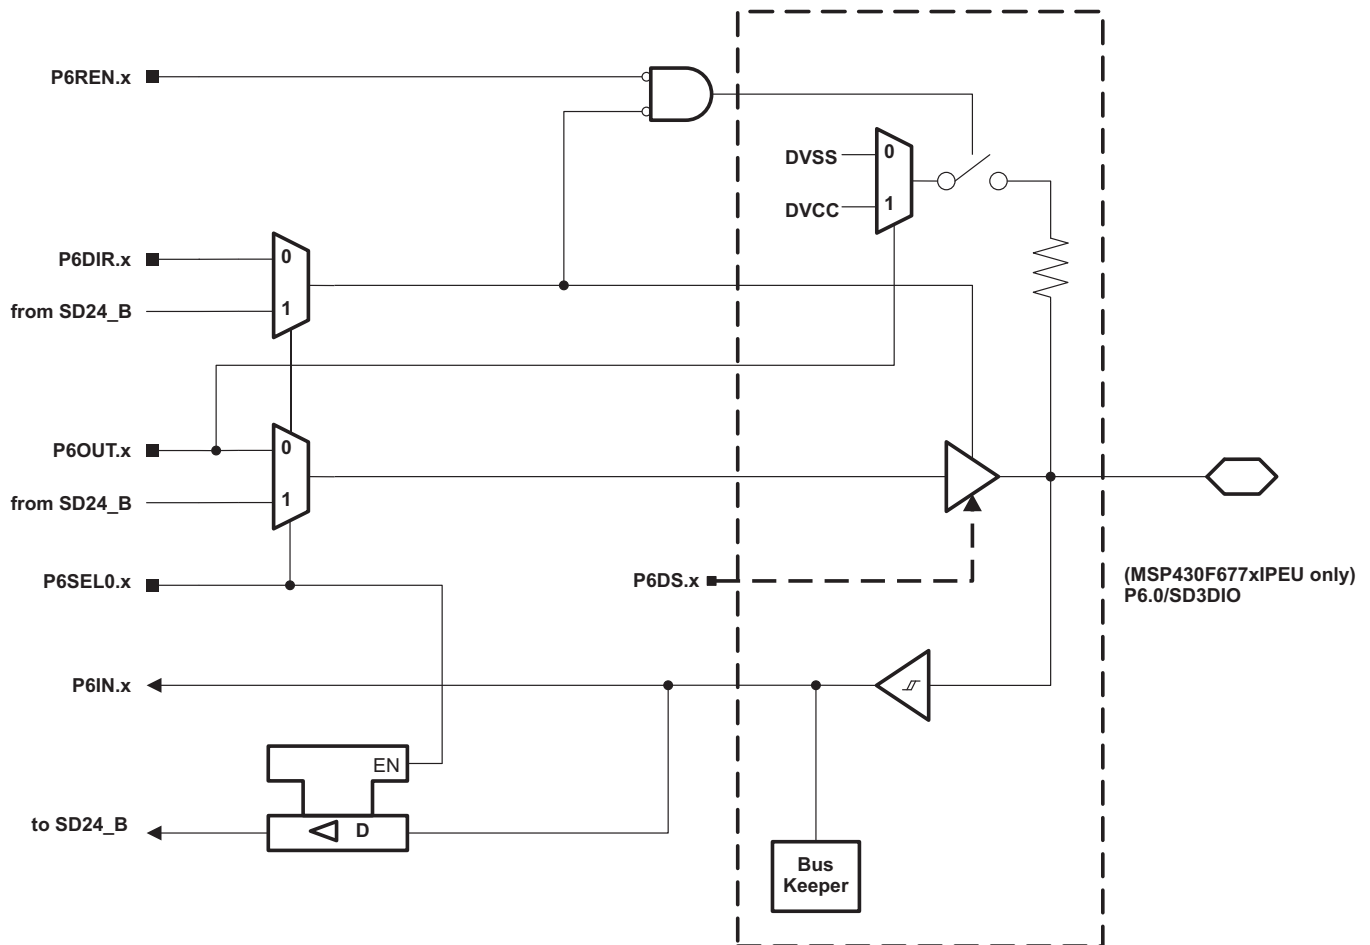 P6REN.x
DVSS
0
DVCC
1
P6DIR.x
0
from SD24_B
1
P6OUT.x
0
from SD24_B
1
P6SEL0.x
P6DS.x
(MSP430F677xIPEU only)
P6.0/SD3DIO
P6IN.x
EN
to SD24_B
D
Bus
Keeper